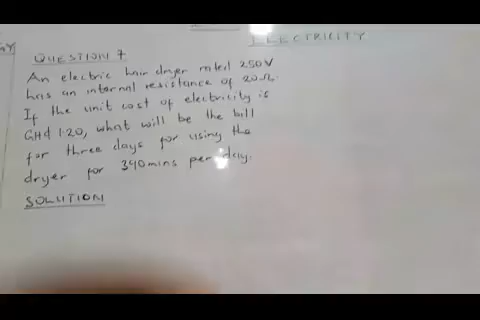 ELECTRICITY
QUESTION 7
An electric hair dryer rated 250V
has an internal resistance of 20Ω.
If the unit cost of electricity is
GH₵ 1.20, what will be the bill
for three days for using the
dryer for 390mins per day.
SOLUTION